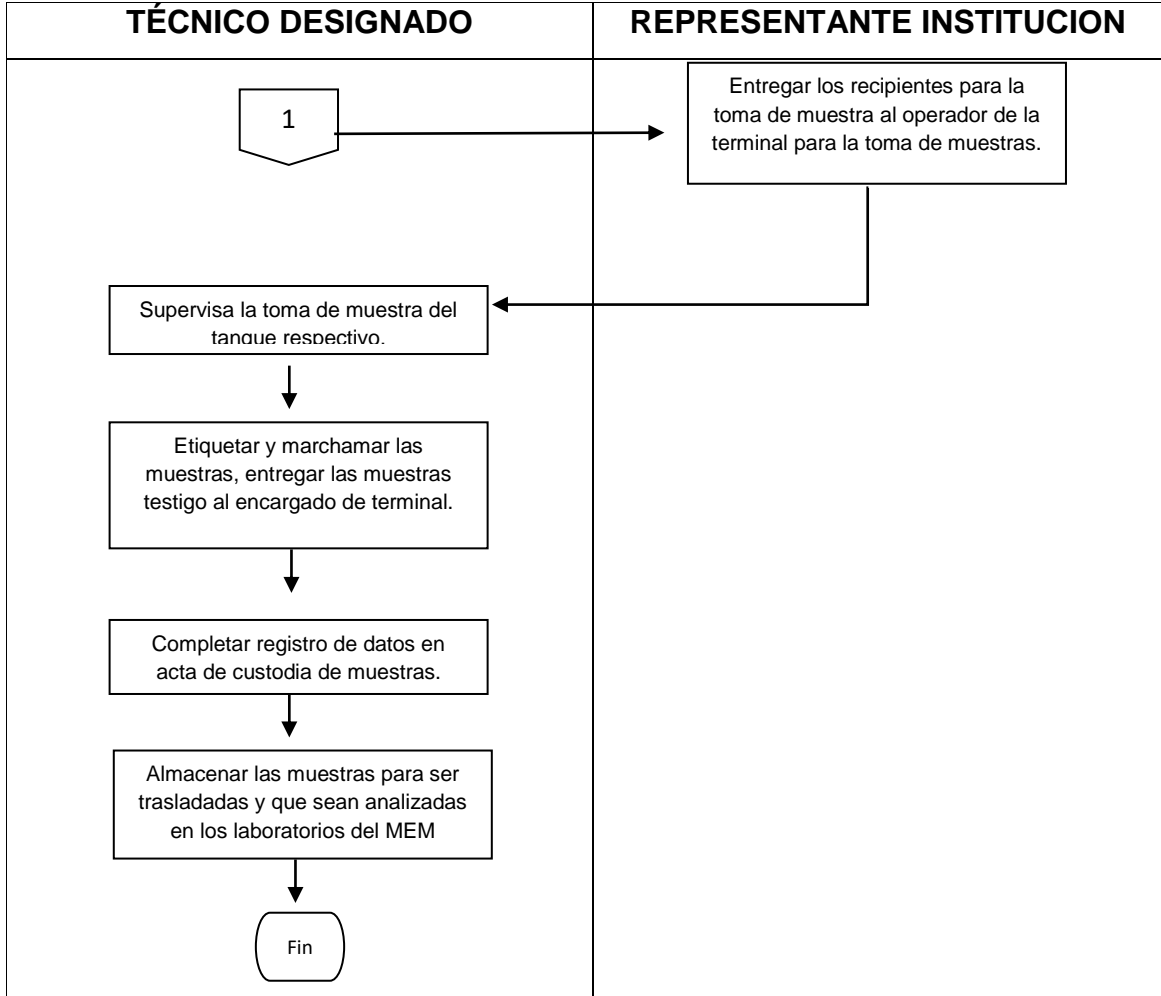 TÉCNICO DESIGNADO
REPRESENTANTE INSTITUCION
1
Entregar los recipientes para la
toma de muestra al operador de la
terminal para la toma de muestras.
Supervisa la toma de muestra del
tanque respectivo.
Etiquetar y marchamar las
muestras, entregar las muestras
testigo al encargado de terminal.
Completar registro de datos en
acta de custodia de muestras.
Almacenar las muestras para ser
trasladadas y que sean analizadas
en los laboratorios del MEM
Fin